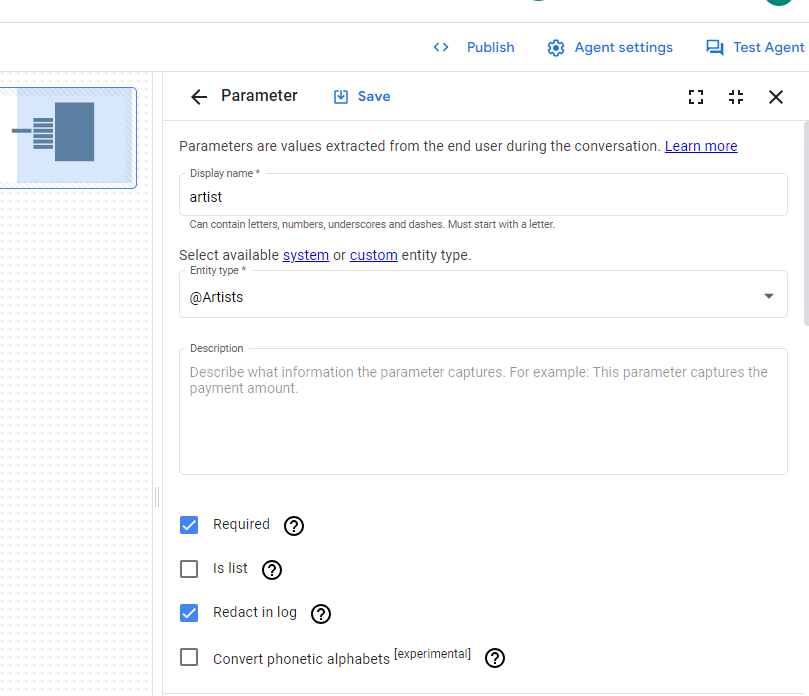 Publish
Agent settings
Test Agent
Parameter
Save
Parameters are values extracted from the end user during the conversation. Learn more
Display name *
artist
Can contain letters, numbers, underscores and dashes. Must start with a letter.
Select available system or custom entity type.
Entity type *
@Artists
Description
Describe what information the parameter captures. For example: This parameter captures the
payment amount.
Required
Is list
Redact in log
Convert phonetic alphabets [experimental]